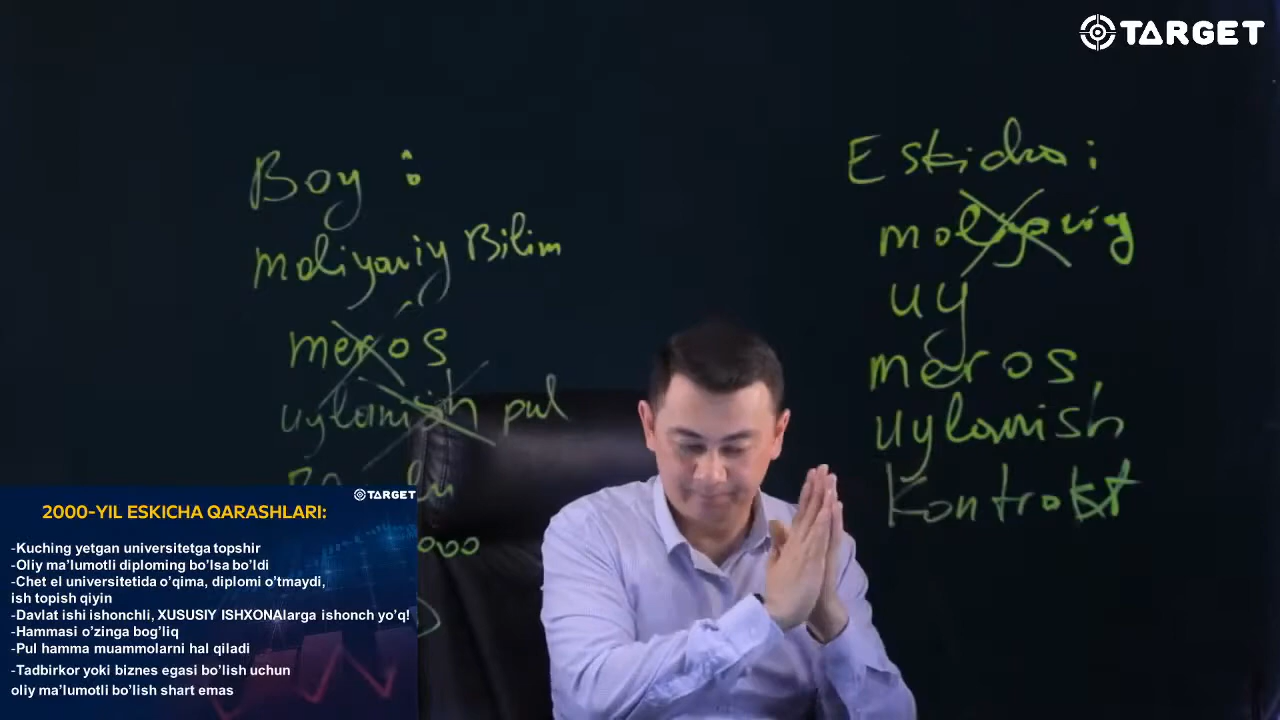 TARGET
Boy:
moliyaviy Bilim
meros
uylanish pul
000
Eskicha:
moliyaviy
uy
meros,
uylanish
Kontrakt
TARGET
2000-YIL ESKICHA QARASHLARI:
-Kuching yetgan universitetga topshir
-Oliy ma’lumotli diploming bo’lsa bo’ldi
-Chet el universitetida o’qima, diplomi o’tmaydi,
ish topish qiyin
-Davlat ishi ishonchli, XUSUSIY ISHXONAlarga ishonch yo’q!
-Hammasi o’zinga bog’liq
-Pul hamma muammolarni hal qiladi
-Tadbirkor yoki biznes egasi bo’lish uchun
oliy ma’lumotli bo’lish shart emas